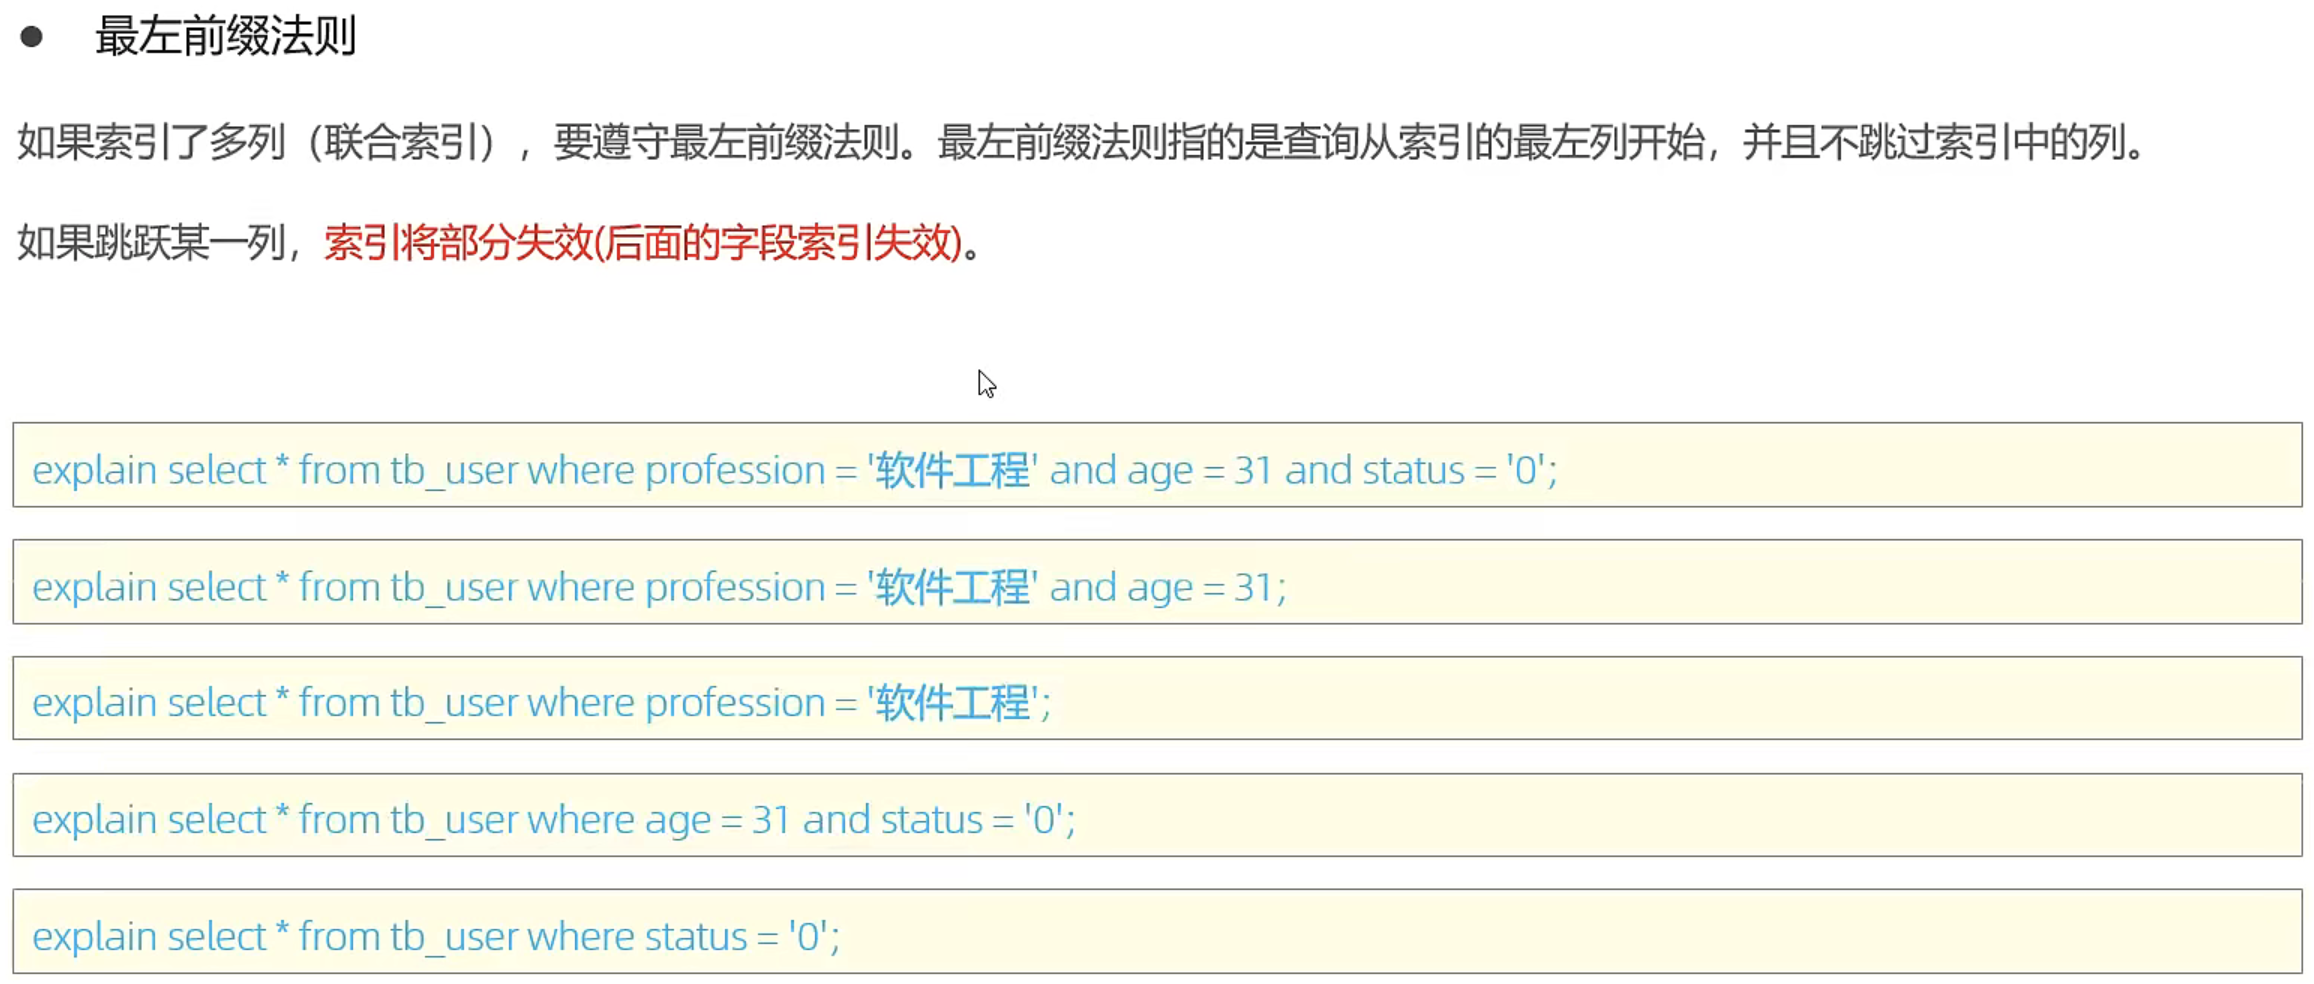 ● 最左前缀法则
如果索引了多列（联合索引），要遵守最左前缀法则。最左前缀法则指的是查询从索引的最左列开始，并且不跳过索引中的列。
如果跳跃某一列，索引将部分失效(后面的字段索引失效)。
explain select * from tb_user where profession = '软件工程' and age = 31 and status = '0';
explain select * from tb_user where profession = '软件工程' and age = 31;
explain select * from tb_user where profession = '软件工程';
explain select * from tb_user where age = 31 and status = '0';
explain select * from tb_user where status = '0';